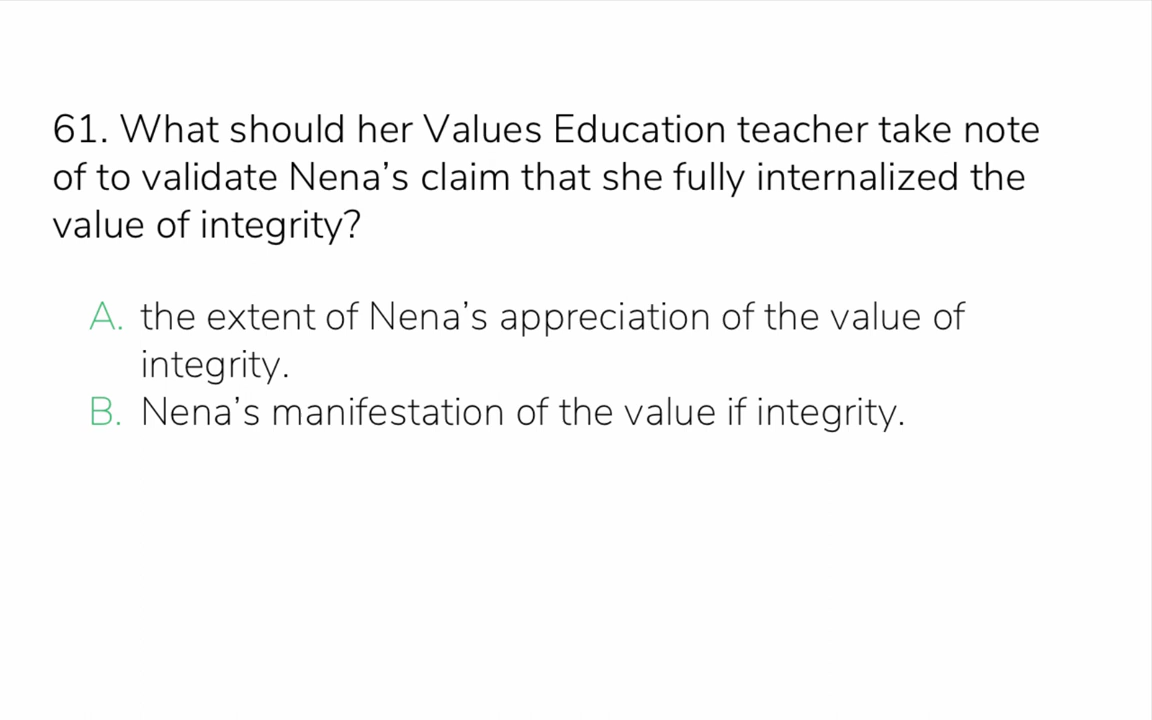 61. What should her Values Education teacher take note
of to validate Nena's claim that she fully internalized the
value of integrity?
A. the extent of Nena's appreciation of the value of
integrity.
B. Nena's manifestation of the value if integrity.